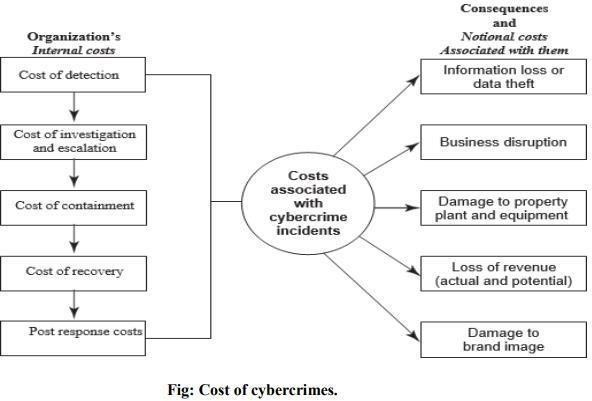 Organization's
Internal costs
Cost of detection
Cost of investigation
and escalation
Cost of containment
Cost of recovery
Post response costs
Costs
associated
with
cybercrime
incidents
Consequences
and
Notional costs
Associated with them
Information loss or
data theft
Business disruption
Damage to property
plant and equipment
Loss of revenue
(actual and potential)
Damage to
brand image
Fig: Cost of cybercrimes.